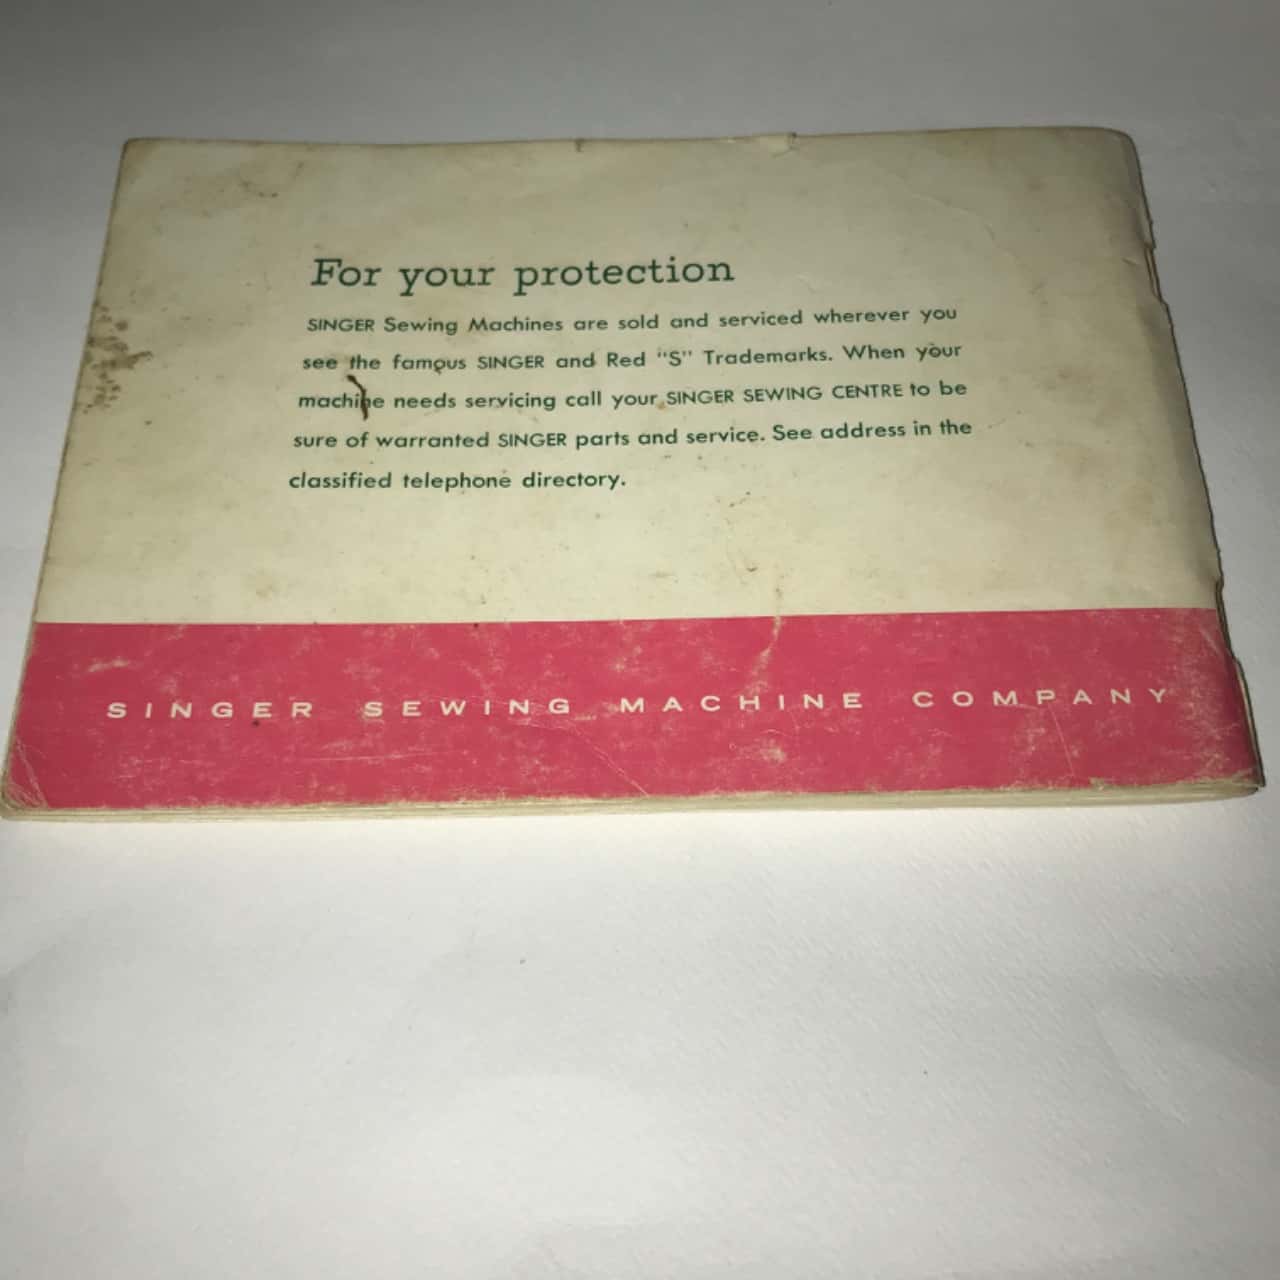 For your protection
SINGER Sewing Machines are sold and serviced wherever you
see the famous SINGER and Red "S" Trademarks. When your
machine needs servicing call your SINGER SEWING CENTRE to be
sure of warranted SINGER parts and service. See address in the
classified telephone directory.
SINGER SEWING MACHINE COMPANY